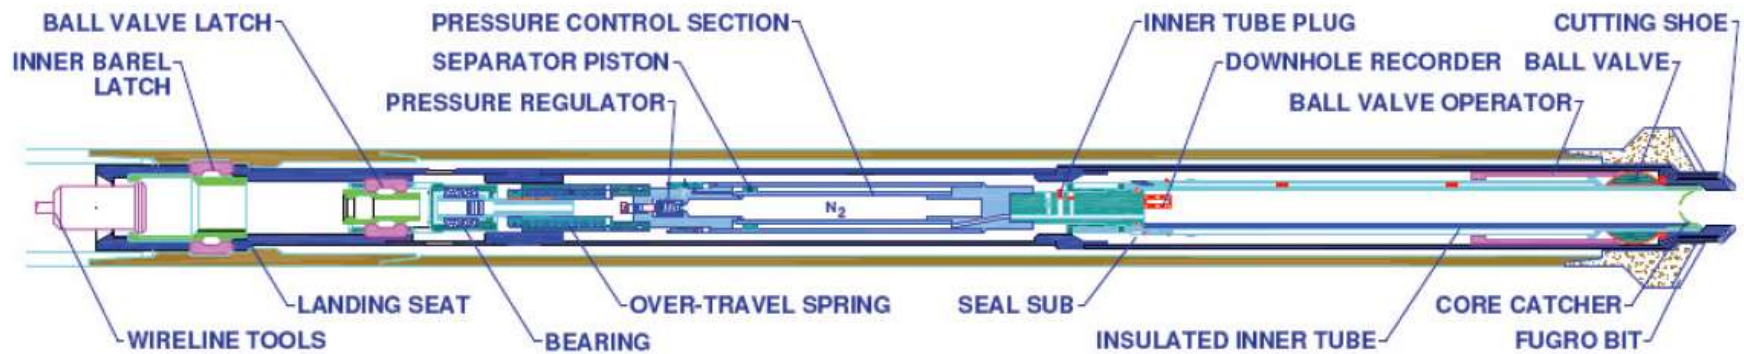 BALL VALVE LATCH
PRESSURE CONTROL SECTION
INNER TUBE PLUG
CUTTING SHOE
INNER BAREL
LATCH
SEPARATOR PISTON
DOWNHOLE RECORDER
BALL VALVE
PRESSURE REGULATOR
BALL VALVE OPERATOR
N2
LANDING SEAT
OVER-TRAVEL SPRING
SEAL SUB
CORE CATCHER
WIRELINE TOOLS
BEARING
INSULATED INNER TUBE
FUGRO BIT